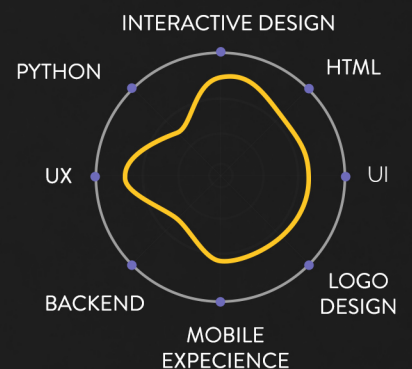 INTERACTIVE DESIGN
PYTHON
HTML
UX
UI
BACKEND
LOGO
DESIGN
MOBILE
EXPECIENCE